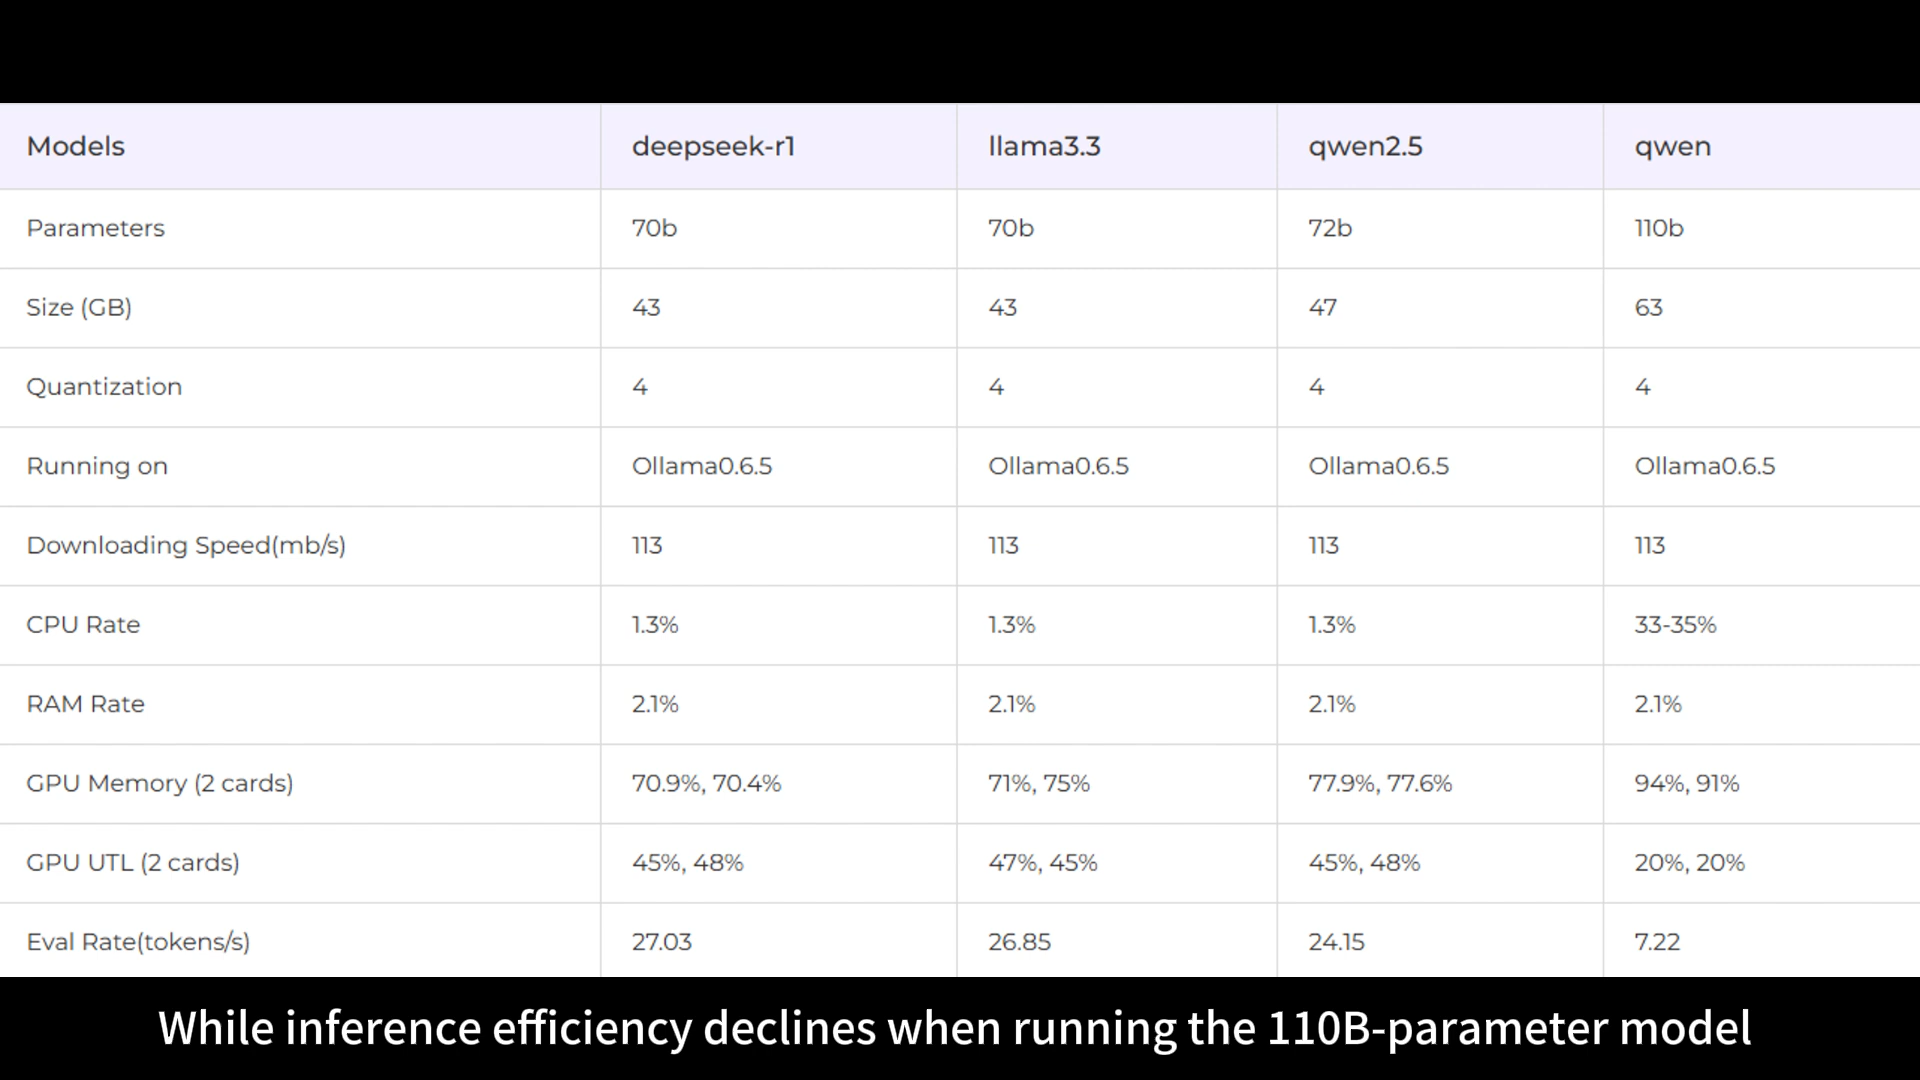 Models deepseek-r1 llama3.3 qwen2.5 qwen
Parameters 70b 70b 72b 110b
Size (GB) 43 43 47 63
Quantization 4 4 4 4
Running on Ollama0.6.5 Ollama0.6.5 Ollama0.6.5 Ollama0.6.5
Downloading Speed(mb/s) 113 113 113 113
CPU Rate 1.3% 1.3% 1.3% 33-35%
RAM Rate 2.1% 2.1% 2.1% 2.1%
GPU Memory (2 cards) 70.9%, 70.4% 71%, 75% 77.9%, 77.6% 94%, 91%
GPU UTL (2 cards) 45%, 48% 47%, 45% 45%, 48% 20%, 20%
Eval Rate(tokens/s) 27.03 26.85 24.15 7.22
While inference efficiency declines when running the 110B-parameter model